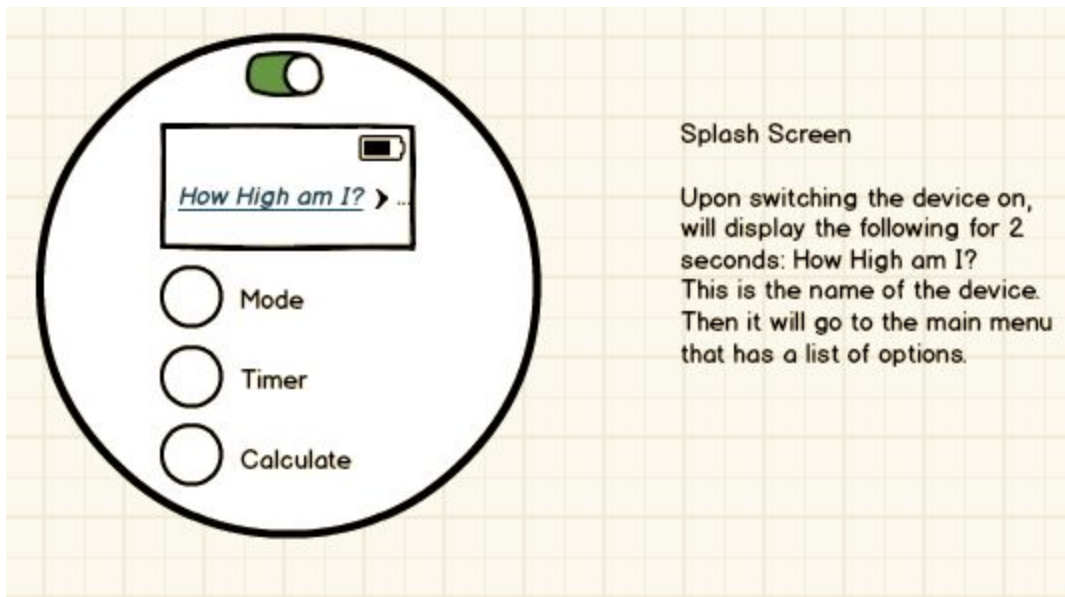 How High am I? ❯ ...
Mode
Timer
Calculate
Splash Screen
Upon switching the device on,
will display the following for 2
seconds: How High am I?
This is the name of the device.
Then it will go to the main menu
that has a list of options.